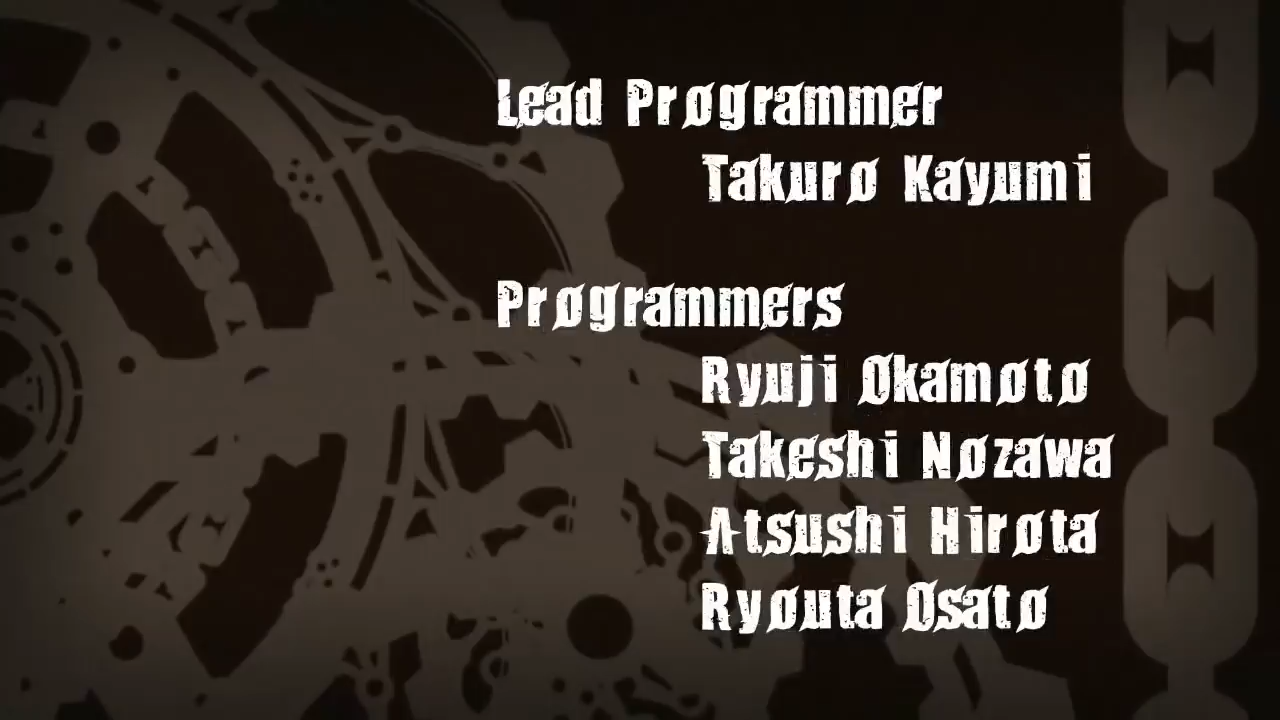 Lead Programmer
Takuro Kayumi
Programmers
Ryuji Okamoto
Takeshi Nozawa
Atsushi Hirota
Ryouta Osato